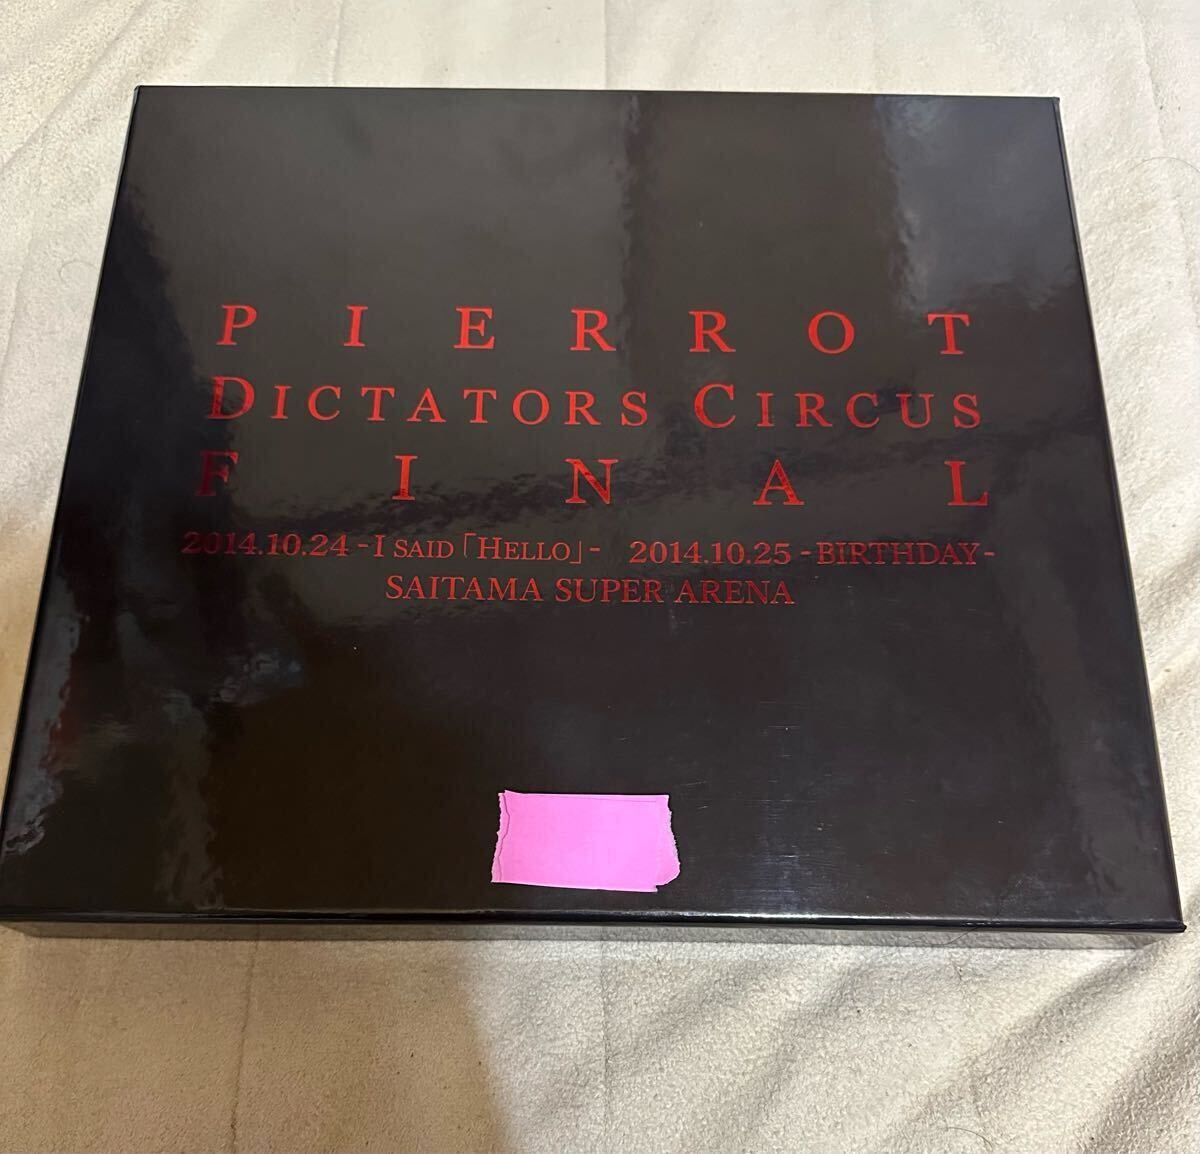 PIERROT
DICTATORS CIRCUS
FINAL
2014.10.24 -I SAID「HELLO」- 2014.10.25 -BIRTHDAY-
SAITAMA SUPER ARENA